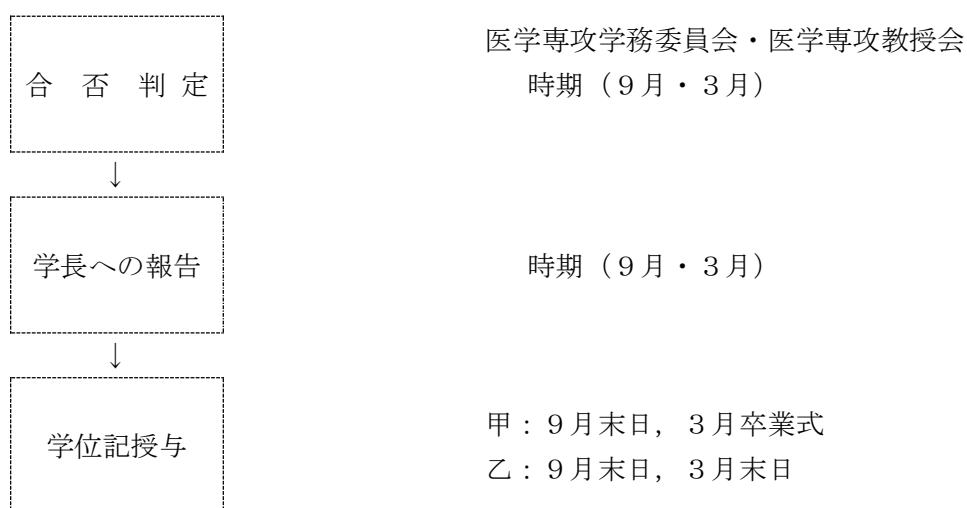 医学専攻学務委員会・医学専攻教授会
合　否　判　定
時期（９月・３月）
↓
学長への報告
時期（９月・３月）
↓
学位記授与
甲：９月末日，３月卒業式
乙：９月末日，３月末日